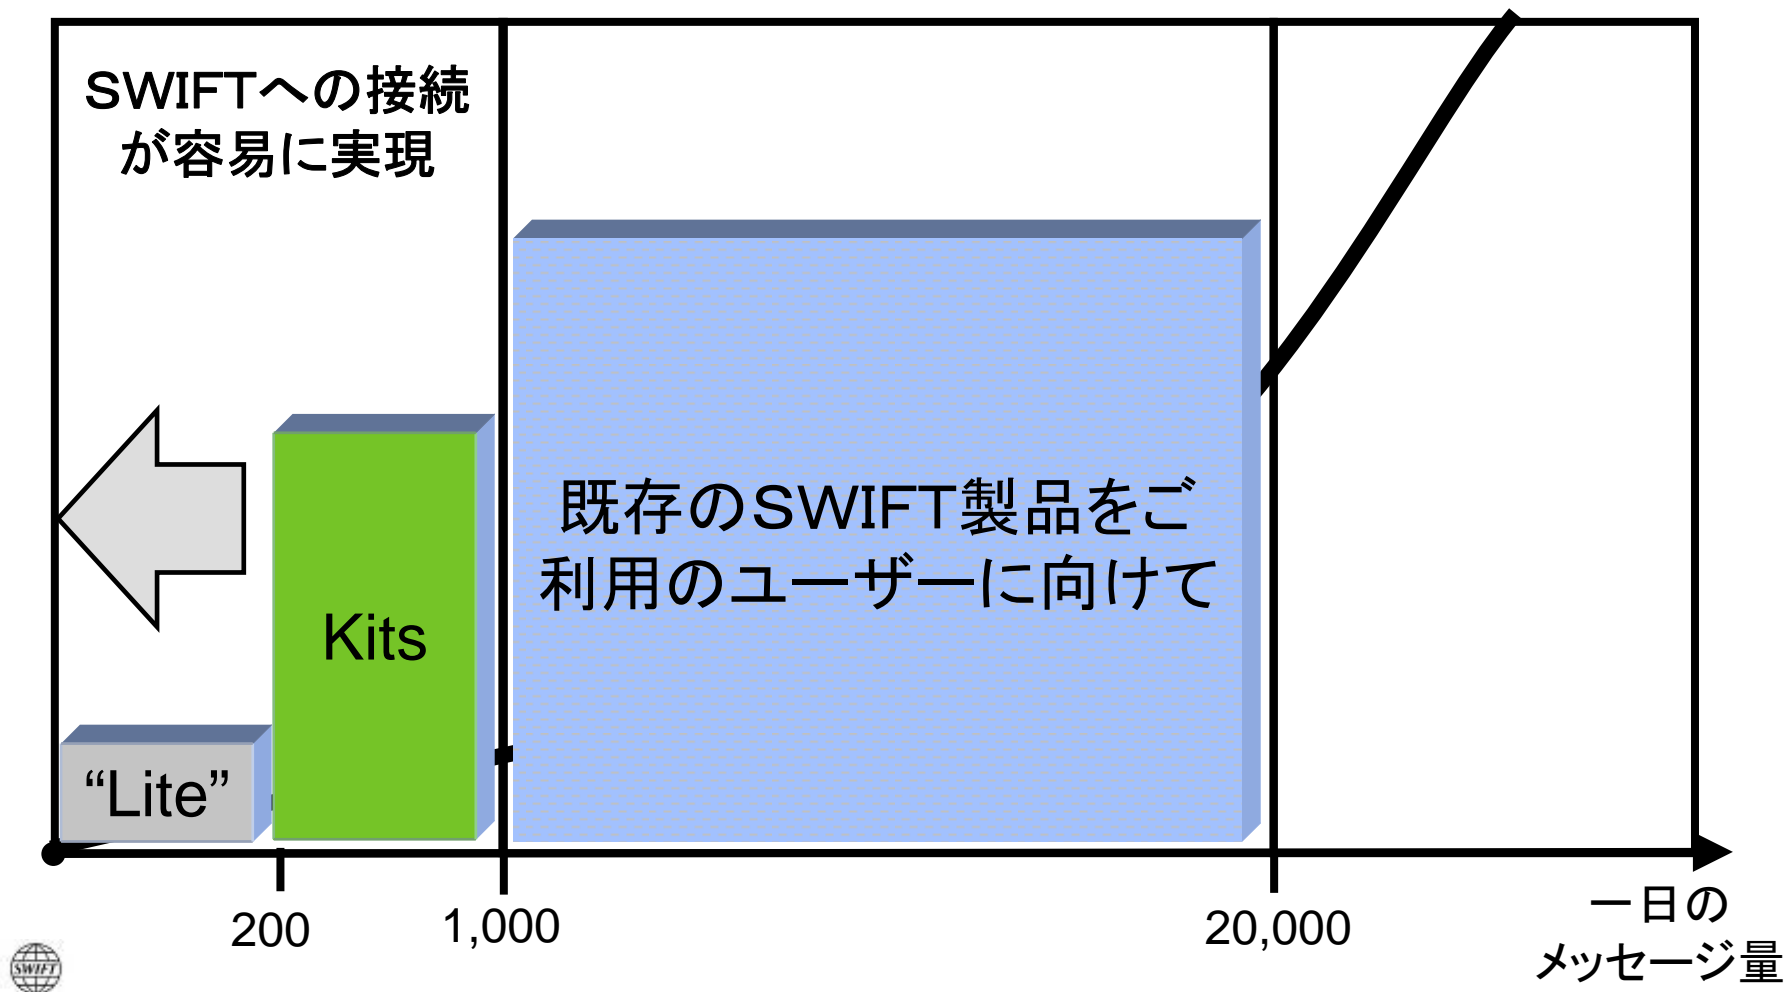 SWIFTへの接続
が容易に実現
既存のSWIFT製品をご
利用のユーザーに向けて
Kits
“Lite”
200
1,000
20,000
一日の
メッセージ量
SWIFT